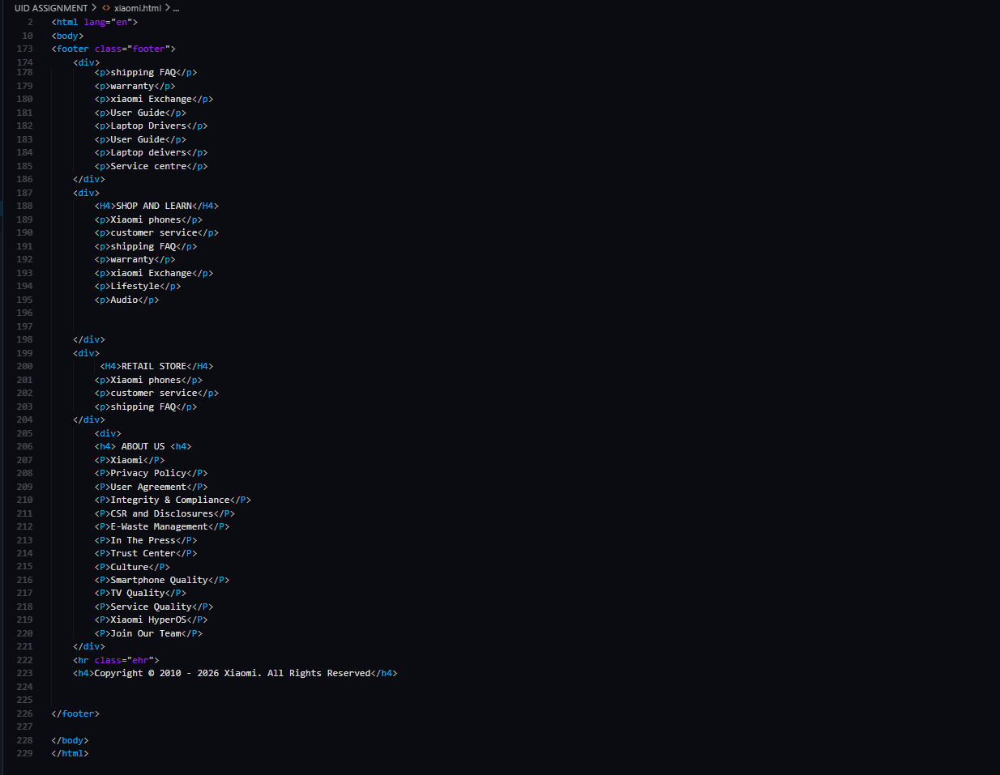 UID ASSIGNMENT > <> xiaomi.html > ...
2 <html lang="en">
10 <body>
173 <footer class="footer">
174 <div>
178 <p>shipping FAQ</p>
179 <p>warranty</p>
180 <p>xiaomi Exchange</p>
181 <p>User Guide</p>
182 <p>Laptop Drivers</p>
183 <p>User Guide</p>
184 <p>Laptop deivers</p>
185 <p>Service centre</p>
186 </div>
187 <div>
188 <H4>SHOP AND LEARN</H4>
189 <p>Xiaomi phones</p>
190 <p>customer service</p>
191 <p>shipping FAQ</p>
192 <p>warranty</p>
193 <p>xiaomi Exchange</p>
194 <p>Lifestyle</p>
195 <p>Audio</p>
196
197
198 </div>
199 <div>
200 <H4>RETAIL STORE</H4>
201 <p>Xiaomi phones</p>
202 <p>customer service</p>
203 <p>shipping FAQ</p>
204 </div>
205 <div>
206 <h4> ABOUT US <h4>
207 <P>Xiaomi</P>
208 <P>Privacy Policy</P>
209 <P>User Agreement</P>
210 <P>Integrity & Compliance</P>
211 <P>CSR and Disclosures</P>
212 <P>E-Waste Management</P>
213 <P>In The Press</P>
214 <P>Trust Center</P>
215 <P>Culture</P>
216 <P>Smartphone Quality</P>
217 <P>TV Quality</P>
218 <P>Service Quality</P>
219 <P>Xiaomi HyperOS</P>
220 <P>Join Our Team</P>
221 </div>
222 <hr class="ehr">
223 <h4>Copyright © 2010 - 2026 Xiaomi. All Rights Reserved</h4>
224
225
226 </footer>
227
228 </body>
229 </html>